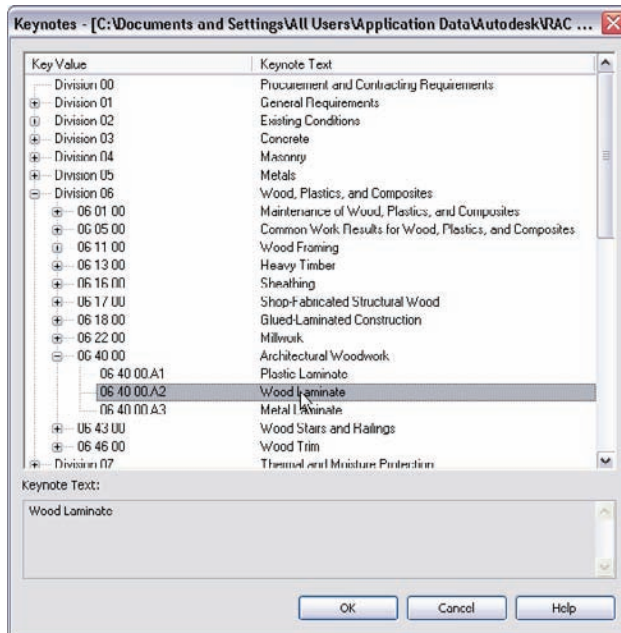 Keynotes - [C:\Documents and Settings\All Users\Application Data\Autodesk\RAC ...
Key Value Keynote Text
Division 00 Procurement and Contracting Requirements
Division 01 General Requirements
Division 02 Existing Conditions
Division 03 Concrete
Division 04 Masonry
Division 05 Metals
Division 06 Wood, Plastics, and Composites
06 01 00 Maintenance of Wood, Plastics, and Composites
06 05 00 Common Work Results for Wood, Plastics, and Composites
06 11 00 Wood Framing
06 13 00 Heavy Timber
06 16 00 Sheathing
06 17 00 Shop-Fabricated Structural Wood
06 18 00 Glued-Laminated Construction
06 22 00 Millwork
06 40 00 Architectural Woodwork
06 40 00.A1 Plastic Laminate
06 40 00.A2 Wood Laminate
06 40 00.A3 Metal Laminate
06 43 00 Wood Stairs and Railings
06 46 00 Wood Trim
Division 07 Thermal and Moisture Protection
Keynote Text:
Wood Laminate
OK Cancel Help